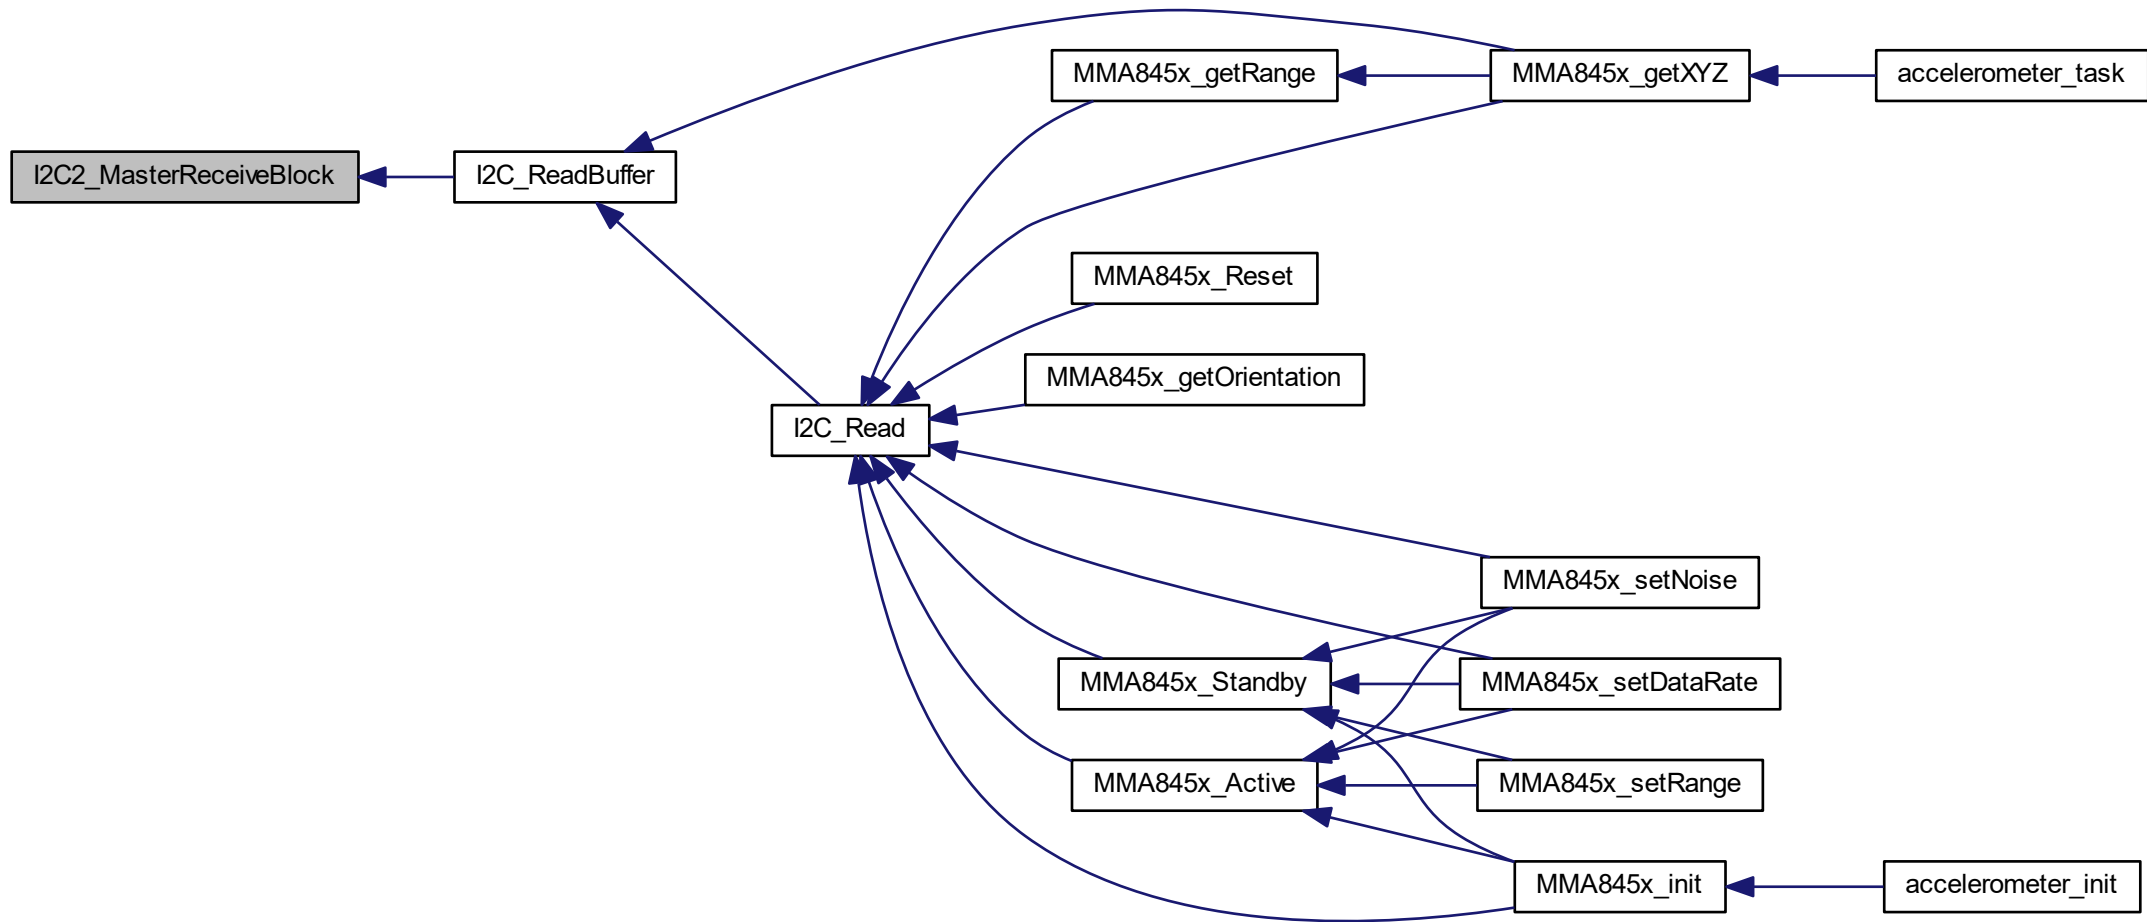 MMA845x_getRange
MMA845x_getXYZ
accelerometer_task
I2C2_MasterReceiveBlock
I2C_ReadBuffer
MMA845x_Reset
MMA845x_getOrientation
I2C_Read
MMA845x_setNoise
MMA845x_Standby
MMA845x_setDataRate
MMA845x_Active
MMA845x_setRange
MMA845x_init
accelerometer_init